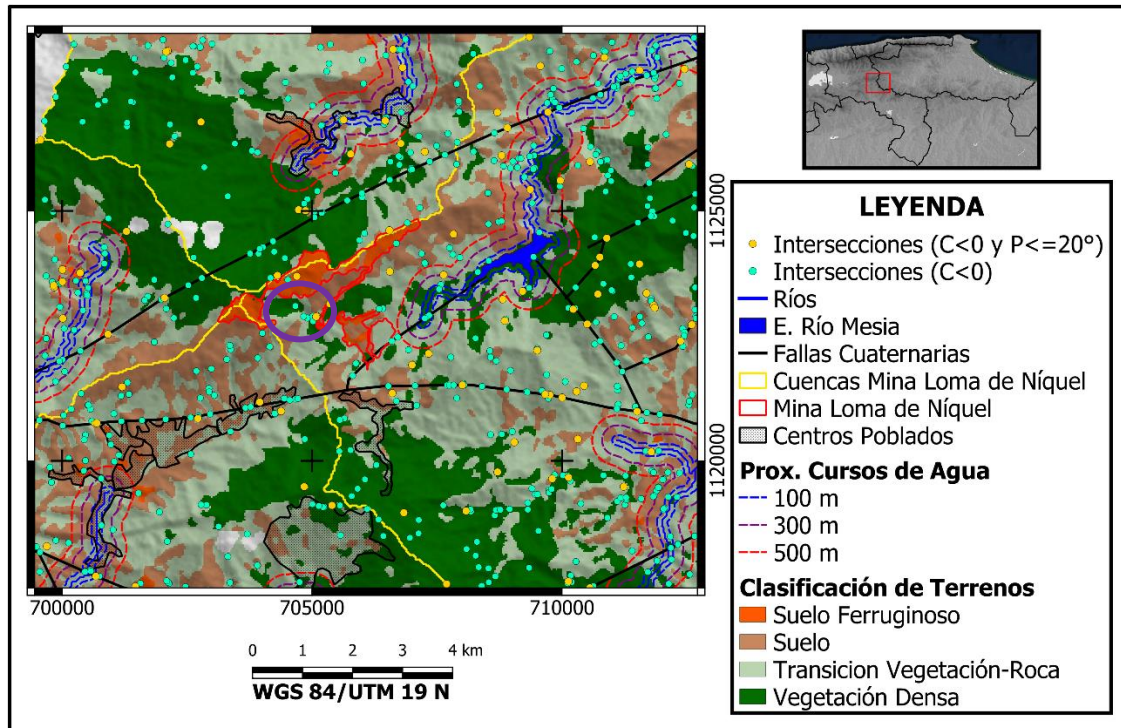 1125000
1120000
700000
705000
710000
0 1 2 3 4 km
WGS 84/UTM 19 N
LEYENDA
Intersecciones (C<0 y P<=20°)
Intersecciones (C<0)
Ríos
E. Río Mesia
Fallas Cuaternarias
Cuencas Mina Loma de Níquel
Mina Loma de Níquel
Centros Poblados
Prox. Cursos de Agua
100 m
300 m
500 m
Clasificación de Terrenos
Suelo Ferruginoso
Suelo
Transicion Vegetación-Roca
Vegetación Densa